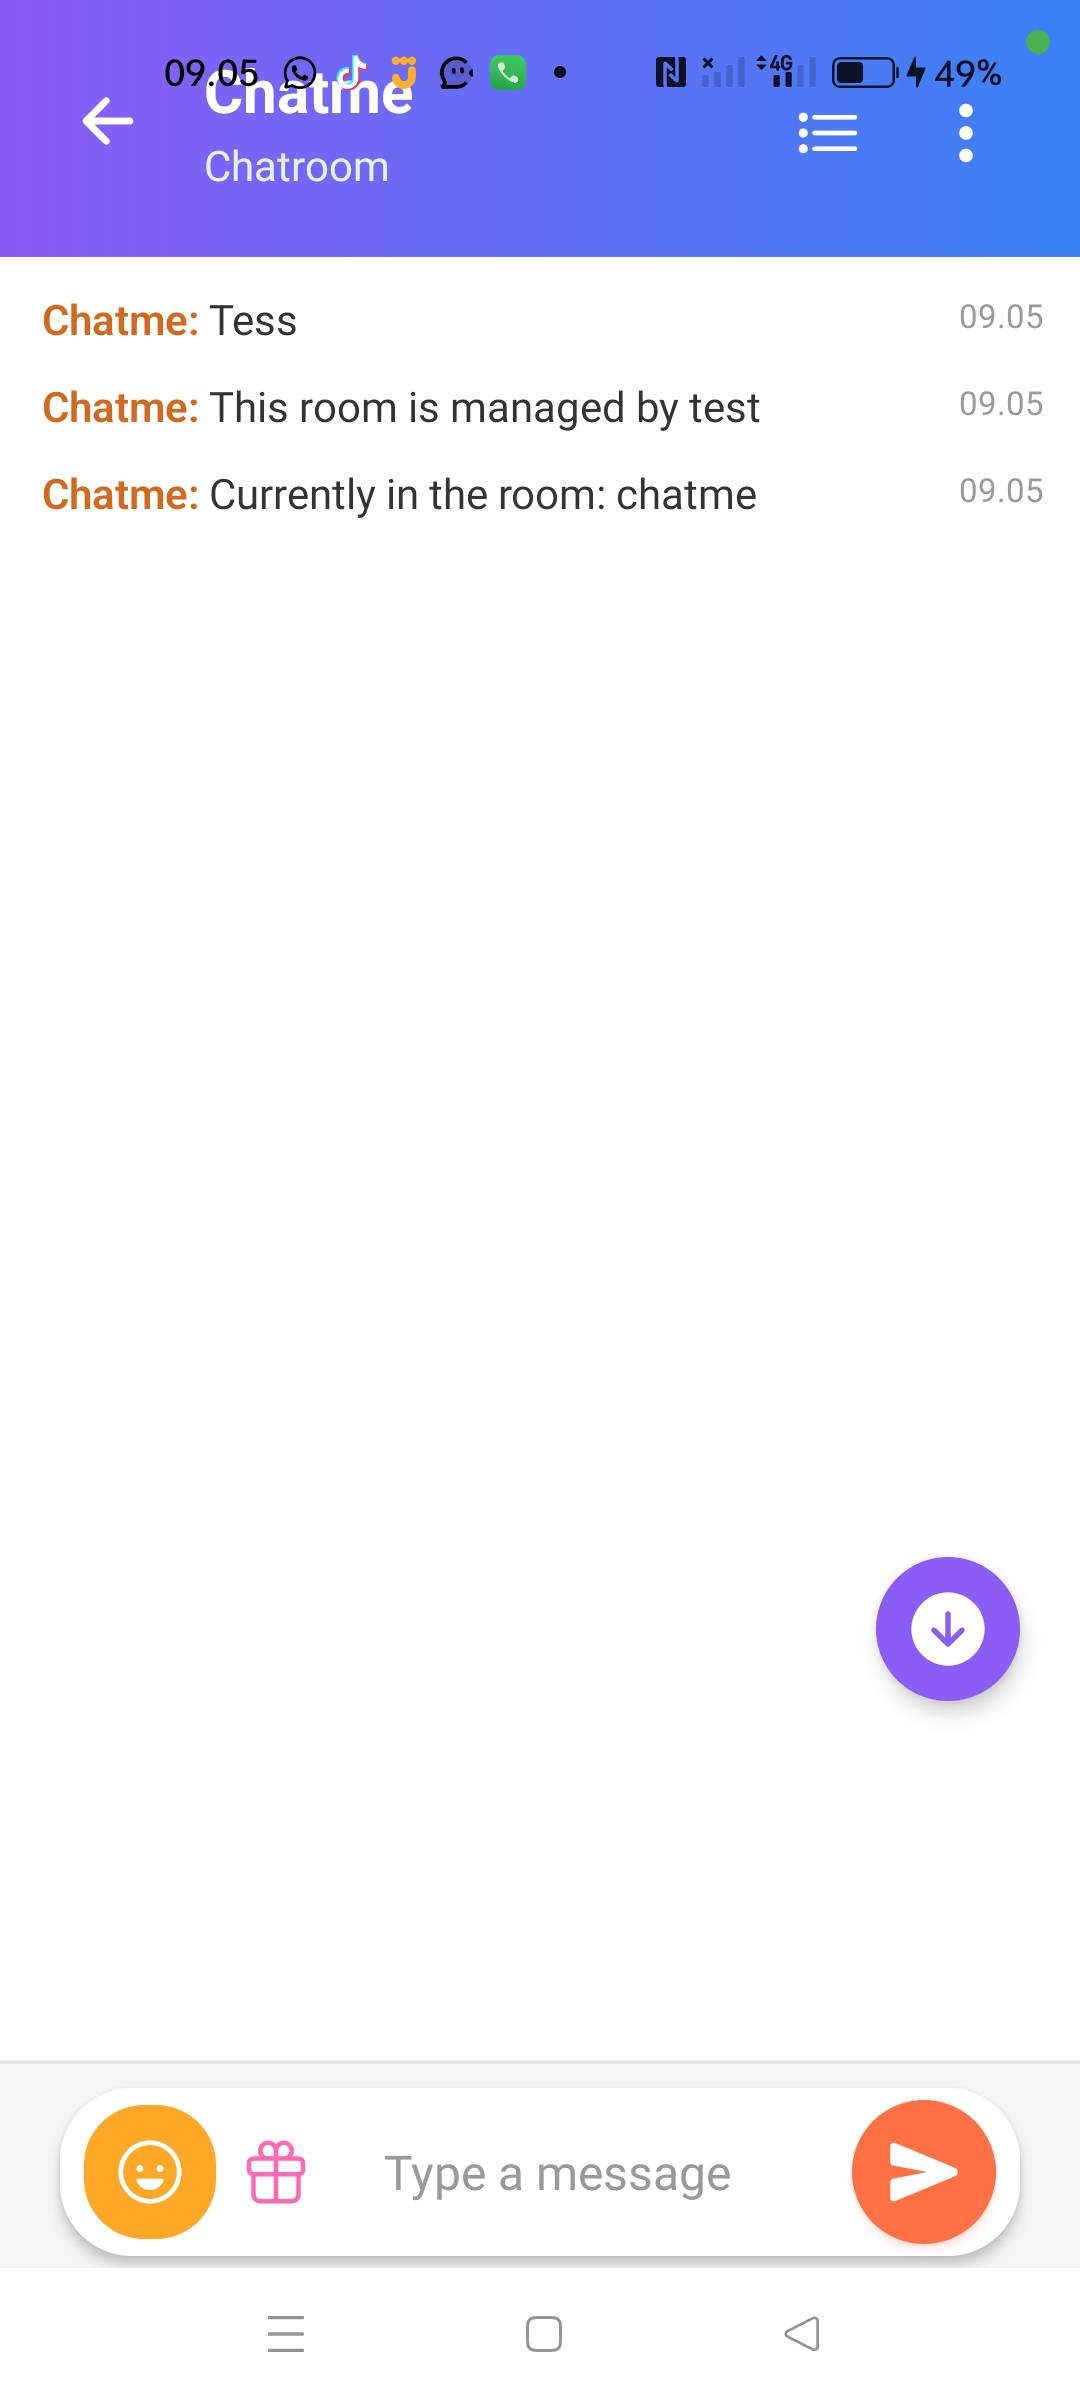 09.05 4G 49%
Chatme
Chatroom
Chatme: Tess 09.05
Chatme: This room is managed by test 09.05
Chatme: Currently in the room: chatme 09.05
Type a message